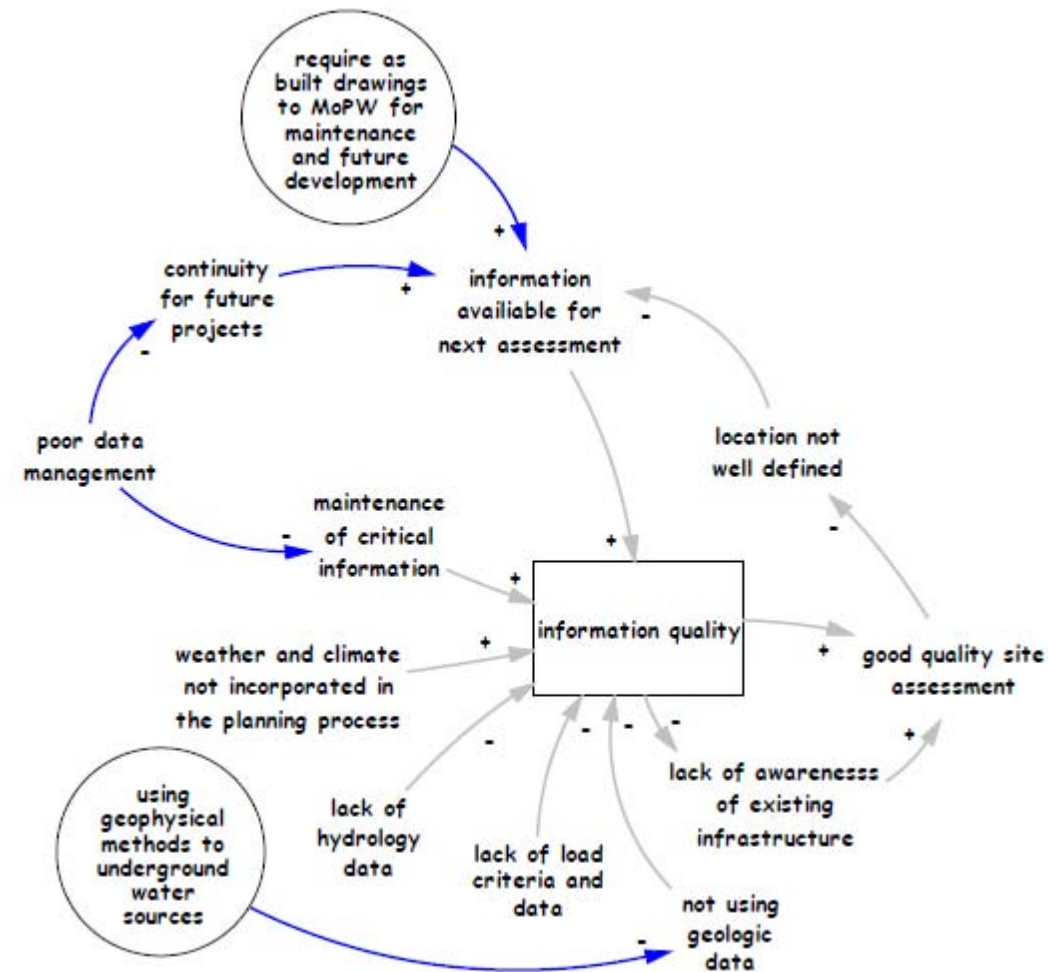 require as
built drawings
to MoPW for
maintenance
and future
development
+
continuity
for future
projects
+
information
availiable for
next assessment
-
-
poor data
management
location not
well defined
-
maintenance
of critical
information
-
+
+
information quality
+
good quality site
assessment
weather and climate
not incorporated in
the planning process
+
-
-
-
-
lack of awarenesss
of existing
infrastructure
+
using
geophysical
methods to
underground
water
sources
lack of
hydrology
data
lack of load
criteria and
data
not using
geologic
data
-